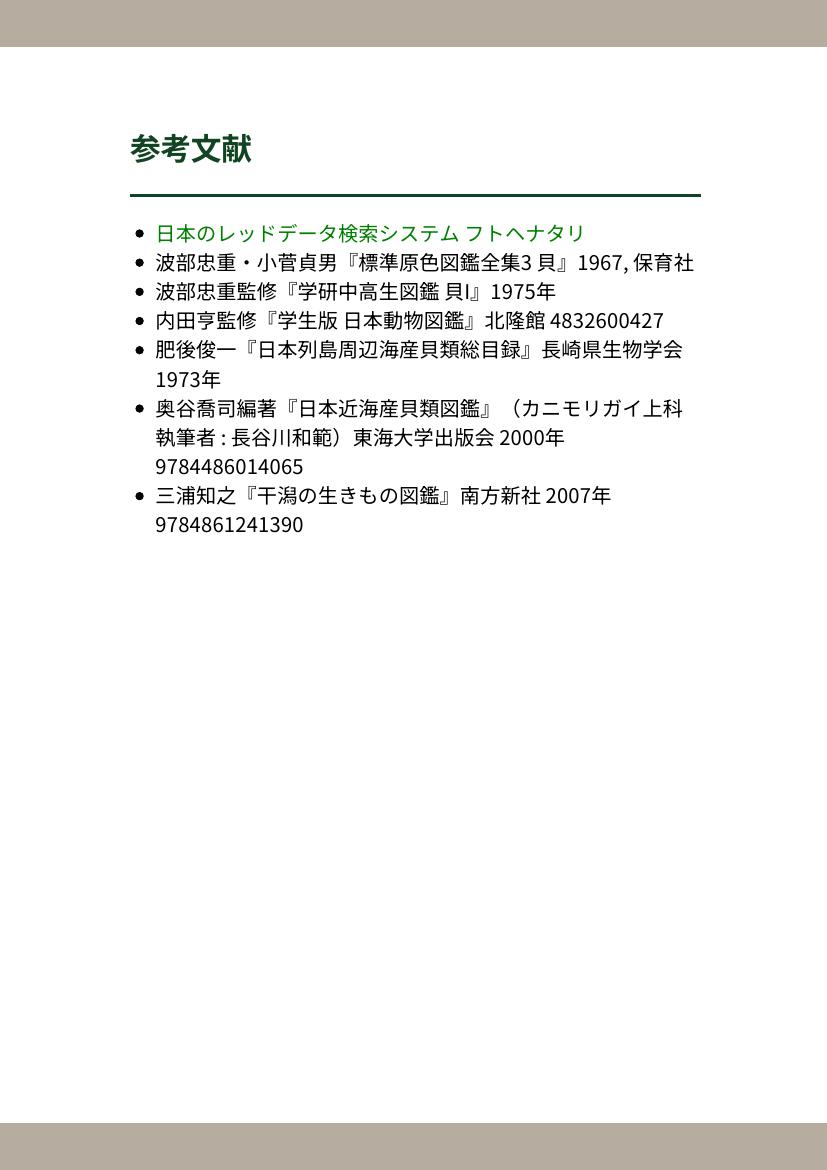 参考文献
日本のレッドデータ検索システム フトヘナタリ
波部忠重・小菅貞男『標準原色図鑑全集3 貝』1967, 保育社
波部忠重監修『学研中高生図鑑 貝I』1975年
内田亨監修『学生版 日本動物図鑑』北隆館 4832600427
肥後俊一『日本列島周辺海産貝類総目録』長崎県生物学会
1973年
奥谷喬司編著『日本近海産貝類図鑑』（カニモリガイ上科
執筆者 : 長谷川和範）東海大学出版会 2000年
9784486014065
三浦知之『干潟の生きもの図鑑』南方新社 2007年
9784861241390